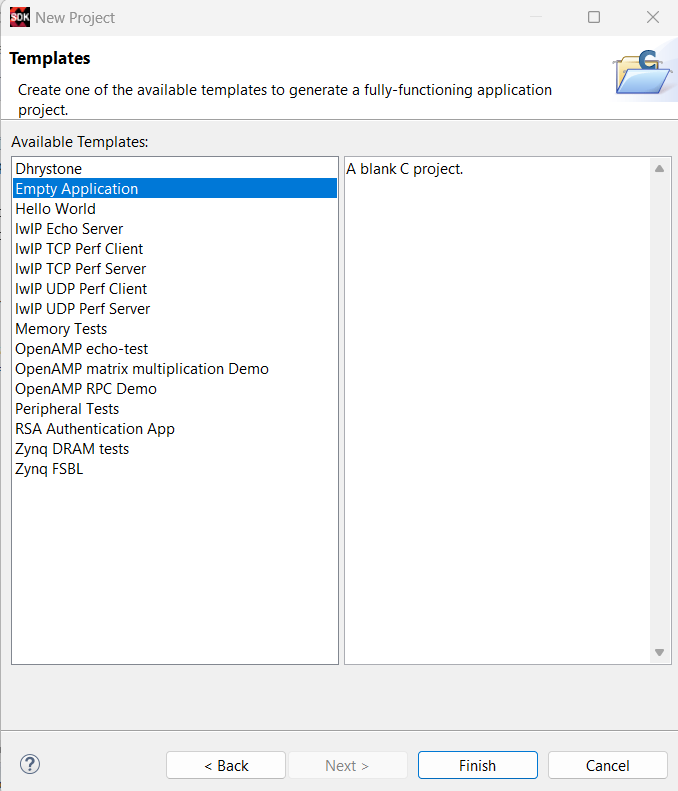 SDK New Project
Templates
Create one of the available templates to generate a fully-functioning application
project.
Available Templates:
Dhrystone
Empty Application
Hello World
lwIP Echo Server
lwIP TCP Perf Client
lwIP TCP Perf Server
lwIP UDP Perf Client
lwIP UDP Perf Server
Memory Tests
OpenAMP echo-test
OpenAMP matrix multiplication Demo
OpenAMP RPC Demo
Peripheral Tests
RSA Authentication App
Zynq DRAM tests
Zynq FSBL
A blank C project.
C
?
< Back
Next >
Finish
Cancel